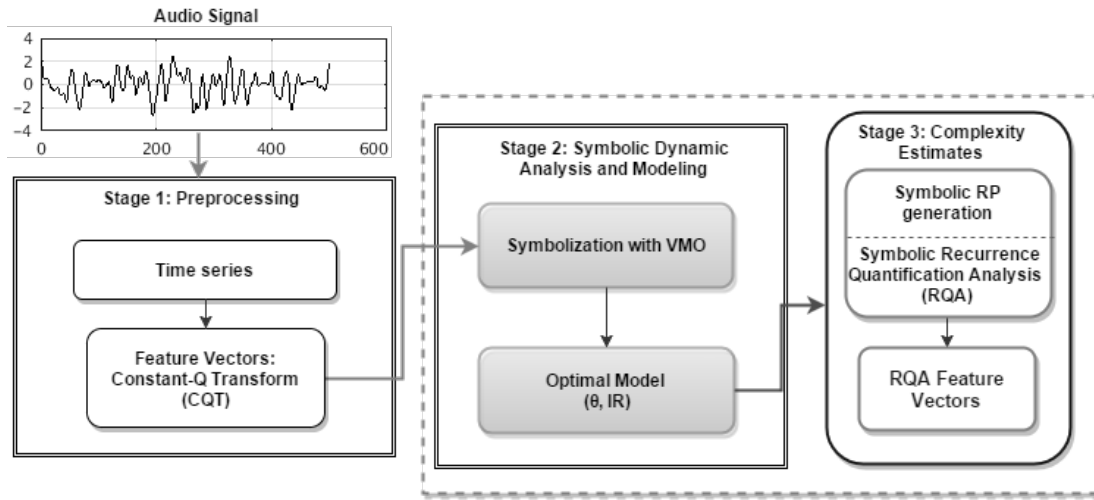 Audio Signal
4
2
0
−2
−4
0
200
400
600
Stage 1: Preprocessing
Time series
Feature Vectors:
Constant-Q Transform
(CQT)
Stage 2: Symbolic Dynamic
Analysis and Modeling
Symbolization with VMO
Optimal Model
(θ, IR)
Stage 3: Complexity
Estimates
Symbolic RP
generation
Symbolic Recurrence
Quantification Analysis
(RQA)
RQA Feature
Vectors